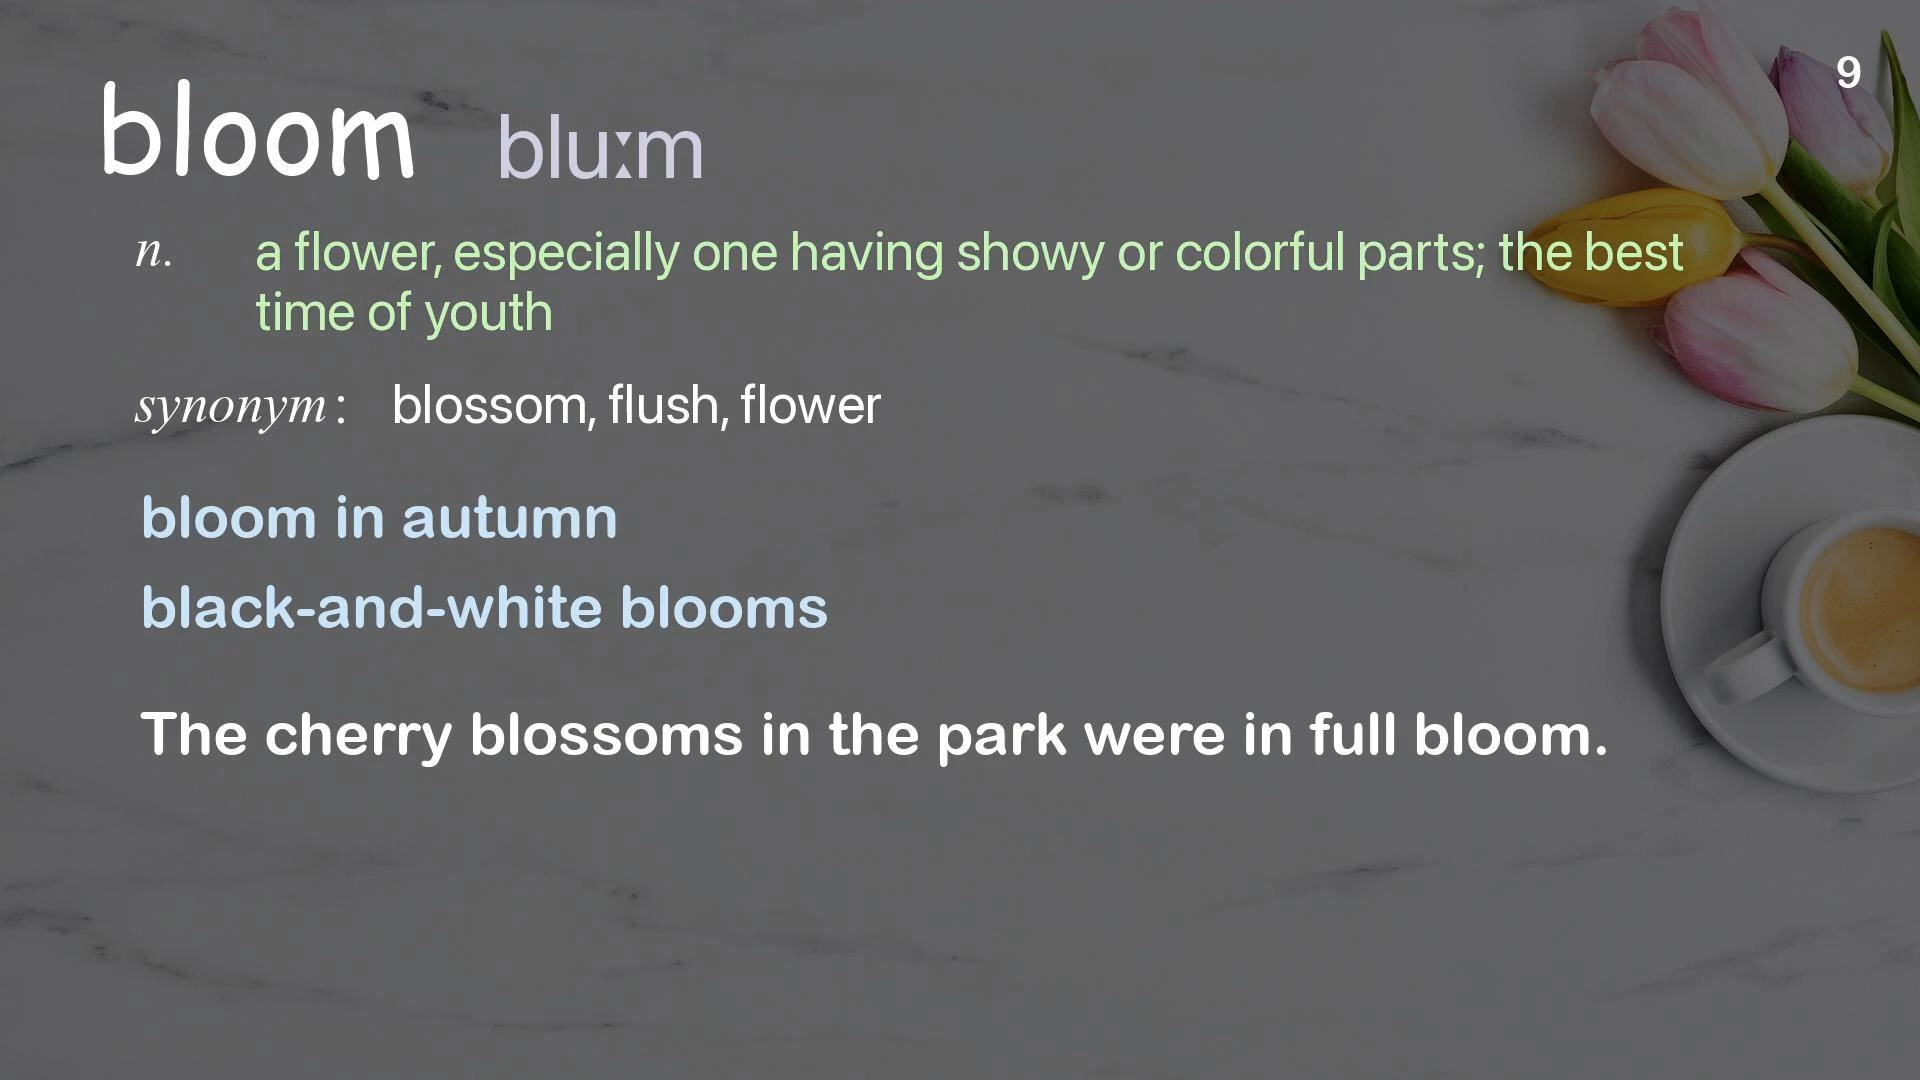 9
bloom bluːm
n. a flower, especially one having showy or colorful parts; the best
time of youth
synonym: blossom, flush, flower
bloom in autumn
black-and-white blooms
The cherry blossoms in the park were in full bloom.